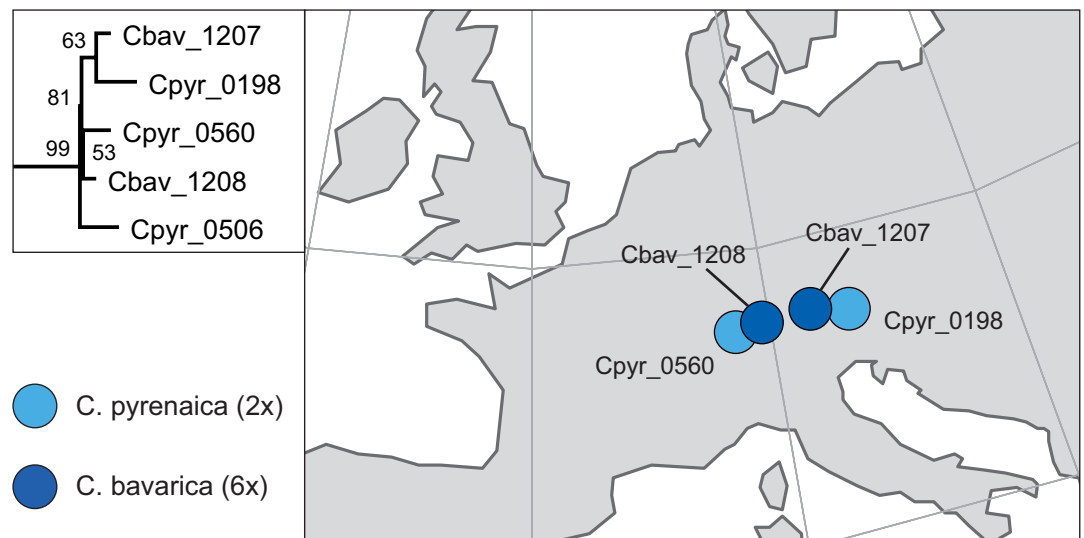 63
Cbav_1207
Cpyr_0198
81
Cpyr_0560
99
53
Cbav_1208
Cpyr_0506
Cbav_1207
Cbav_1208
Cpyr_0198
Cpyr_0560
C. pyrenaica (2x)
C. bavarica (6x)